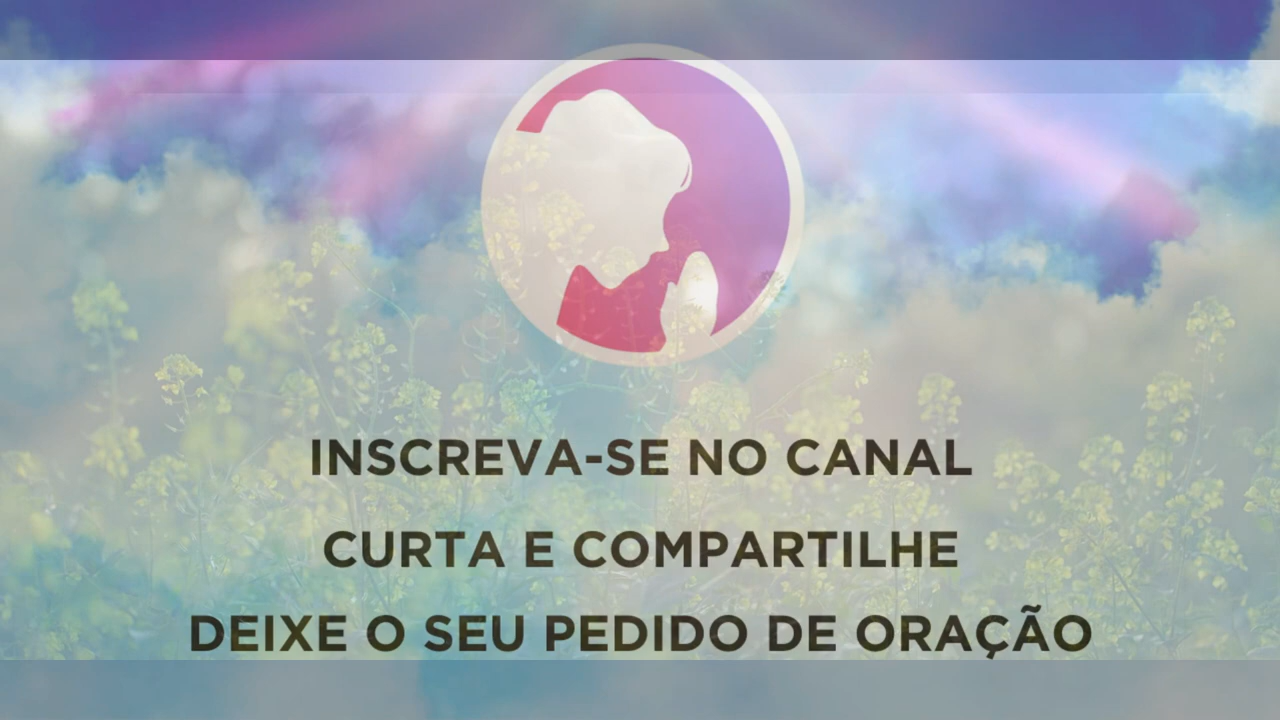 INSCREVA-SE NO CANAL
CURTA E COMPARTILHE
DEIXE O SEU PEDIDO DE ORAÇÃO